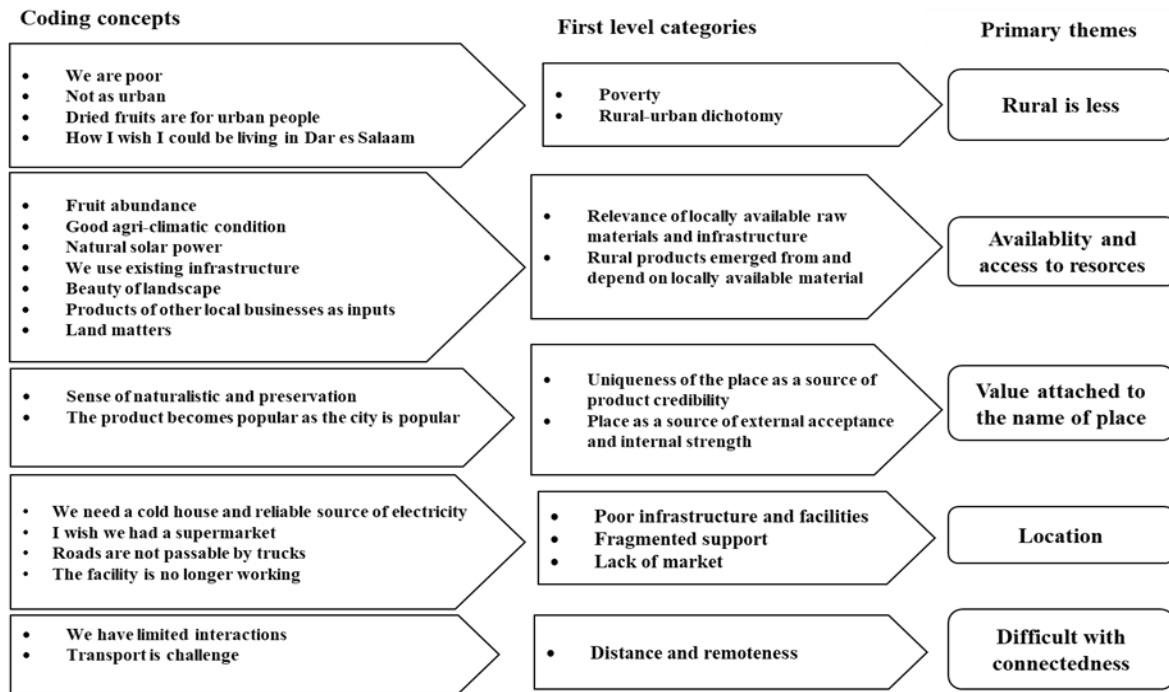 Coding concepts
First level categories
Primary themes
• We are poor
• Not as urban
• Dried fruits are for urban people
• How I wish I could be living in Dar es Salaam
• Poverty
• Rural-urban dichotomy
Rural is less
• Fruit abundance
• Good agri-climatic condition
• Natural solar power
• We use existing infrastructure
• Beauty of landscape
• Products of other local businesses as inputs
• Land matters
• Relevance of locally available raw
materials and infrastructure
• Rural products emerged from and
depend on locally available material
Availablity and
access to resorces
• Sense of naturalistic and preservation
• The product becomes popular as the city is popular
• Uniqueness of the place as a source of
product credibility
• Place as a source of external acceptance
and internal strength
Value attached to
the name of place
• We need a cold house and reliable source of electricity
• I wish we had a supermarket
• Roads are not passable by trucks
• The facility is no longer working
• Poor infrastructure and facilities
• Fragmented support
• Lack of market
Location
• We have limited interactions
• Transport is challenge
• Distance and remoteness
Difficult with
connectedness